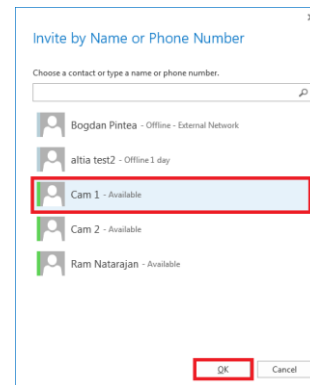 Invite by Name or Phone Number
Choose a contact or type a name or phone number.
Bogdan Pintea - Offline - External Network
altia test2 - Offline 1 day
Cam 1 - Available
Cam 2 - Available
Ram Natarajan - Available
OK Cancel